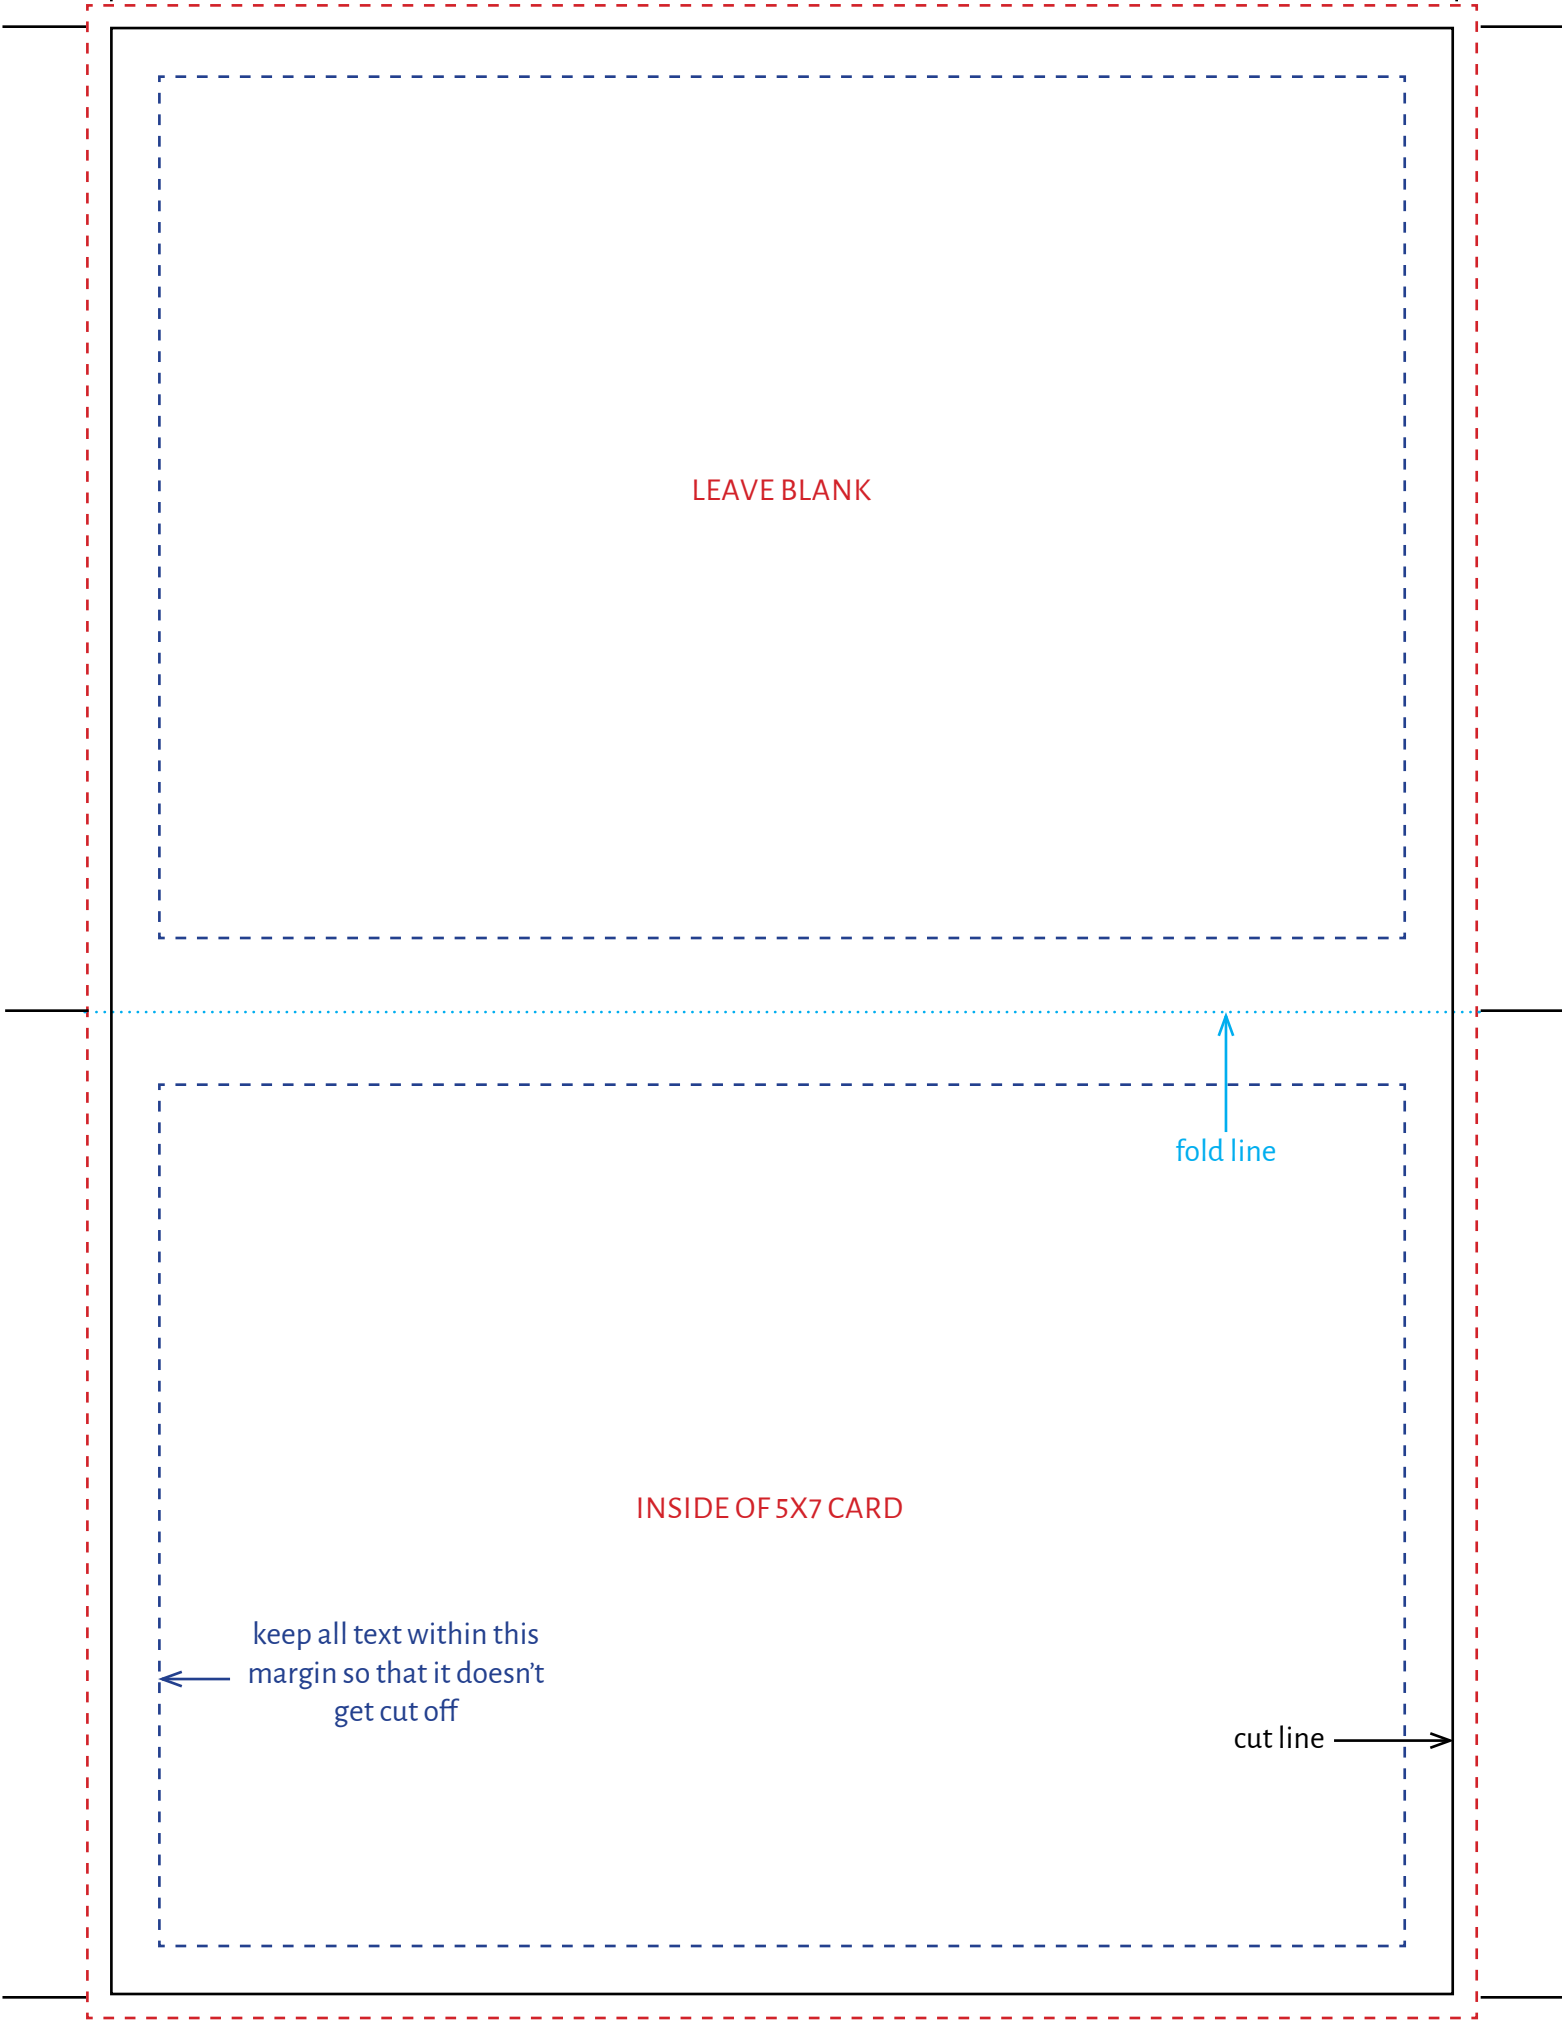 LEAVE BLANK
fold line
INSIDE OF 5X7 CARD
keep all text within this
margin so that it doesn't
get cut off
cut line